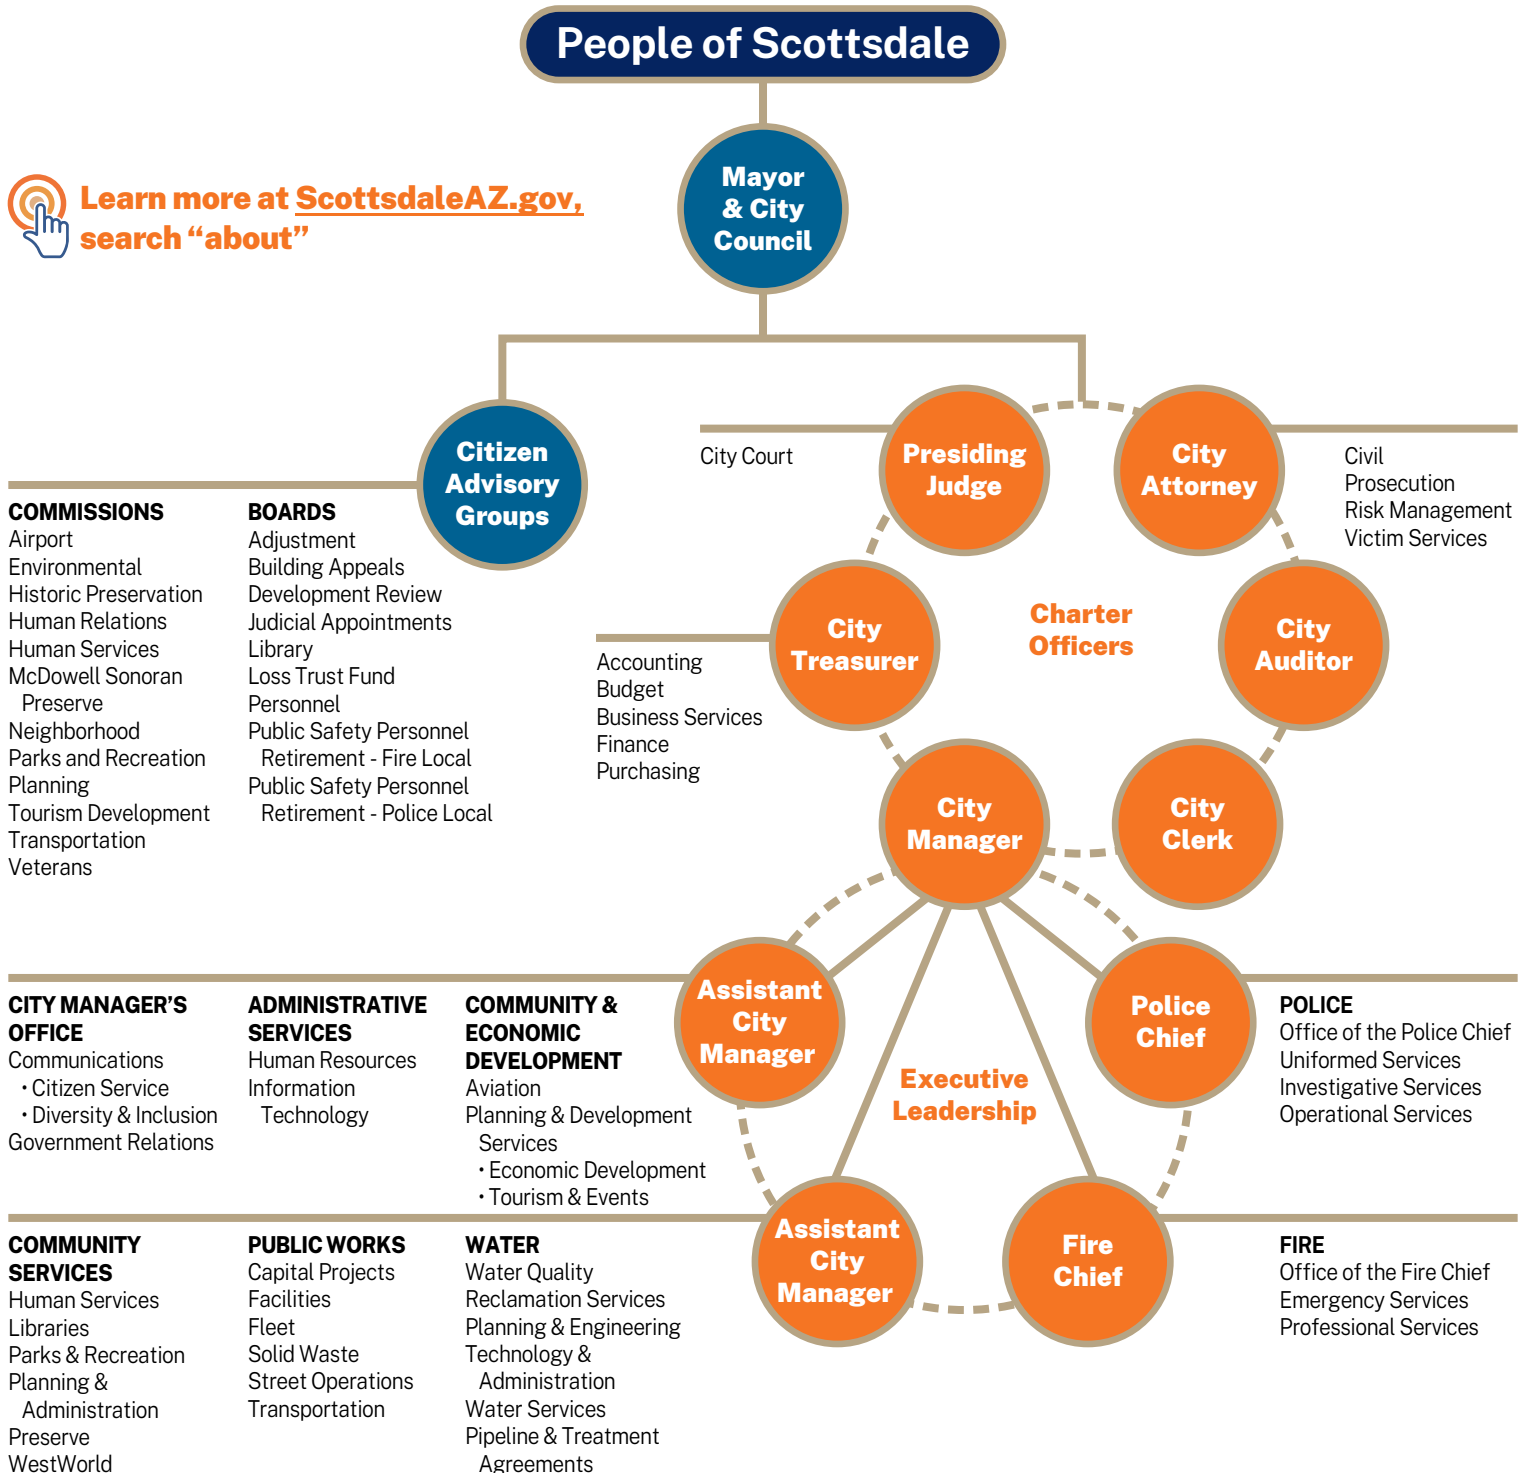 People of Scottsdale
Mayor
& City
Council
Learn more at ScottsdaleAZ.gov,
search “about”
Citizen
Advisory
Groups
COMMISSIONS
Airport
Environmental
Historic Preservation
Human Relations
Human Services
McDowell Sonoran
Preserve
Neighborhood
Parks and Recreation
Planning
Tourism Development
Transportation
Veterans
BOARDS
Adjustment
Building Appeals
Development Review
Judicial Appointments
Library
Loss Trust Fund
Personnel
Public Safety Personnel
Retirement - Fire Local
Public Safety Personnel
Retirement - Police Local
City Court
Presiding
Judge
City
Attorney
Civil
Prosecution
Risk Management
Victim Services
Charter
Officers
City
Treasurer
Accounting
Budget
Business Services
Finance
Purchasing
City
Auditor
City
Manager
City
Clerk
Assistant
City
Manager
CITY MANAGER’S
OFFICE
Communications
• Citizen Service
• Diversity & Inclusion
Government Relations
ADMINISTRATIVE
SERVICES
Human Resources
Information
Technology
COMMUNITY &
ECONOMIC
DEVELOPMENT
Aviation
Planning & Development
Services
• Economic Development
• Tourism & Events
Executive
Leadership
Police
Chief
POLICE
Office of the Police Chief
Uniformed Services
Investigative Services
Operational Services
Assistant
City
Manager
COMMUNITY
SERVICES
Human Services
Libraries
Parks & Recreation
Planning &
Administration
Preserve
WestWorld
PUBLIC WORKS
Capital Projects
Facilities
Fleet
Solid Waste
Street Operations
Transportation
WATER
Water Quality
Reclamation Services
Planning & Engineering
Technology &
Administration
Water Services
Pipeline & Treatment
Agreements
Fire
Chief
FIRE
Office of the Fire Chief
Emergency Services
Professional Services